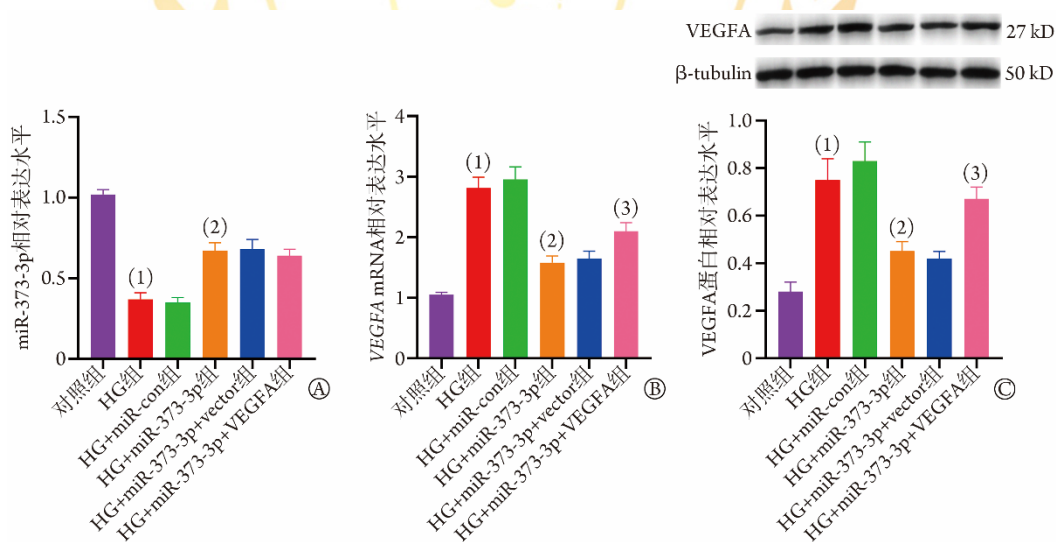 VEGFA 27 kD
β-tubulin 50 kD
miR-373-3p相对表达水平
1.5
1.0
0.5
0
(1)
(2)
对照组
HG组
HG+miR-con组
HG+miR-373-3p组
HG+miR-373-3p+vector组
HG+miR-373-3p+VEGFA组
Ⓐ
VEGFA mRNA相对表达水平
4
3
2
1
0
(1)
(2)
(3)
对照组
HG组
HG+miR-con组
HG+miR-373-3p组
HG+miR-373-3p+vector组
HG+miR-373-3p+VEGFA组
Ⓑ
VEGFA蛋白相对表达水平
1.0
0.8
0.6
0.4
0.2
0
(1)
(2)
(3)
对照组
HG组
HG+miR-con组
HG+miR-373-3p组
HG+miR-373-3p+vector组
HG+miR-373-3p+VEGFA组
Ⓒ